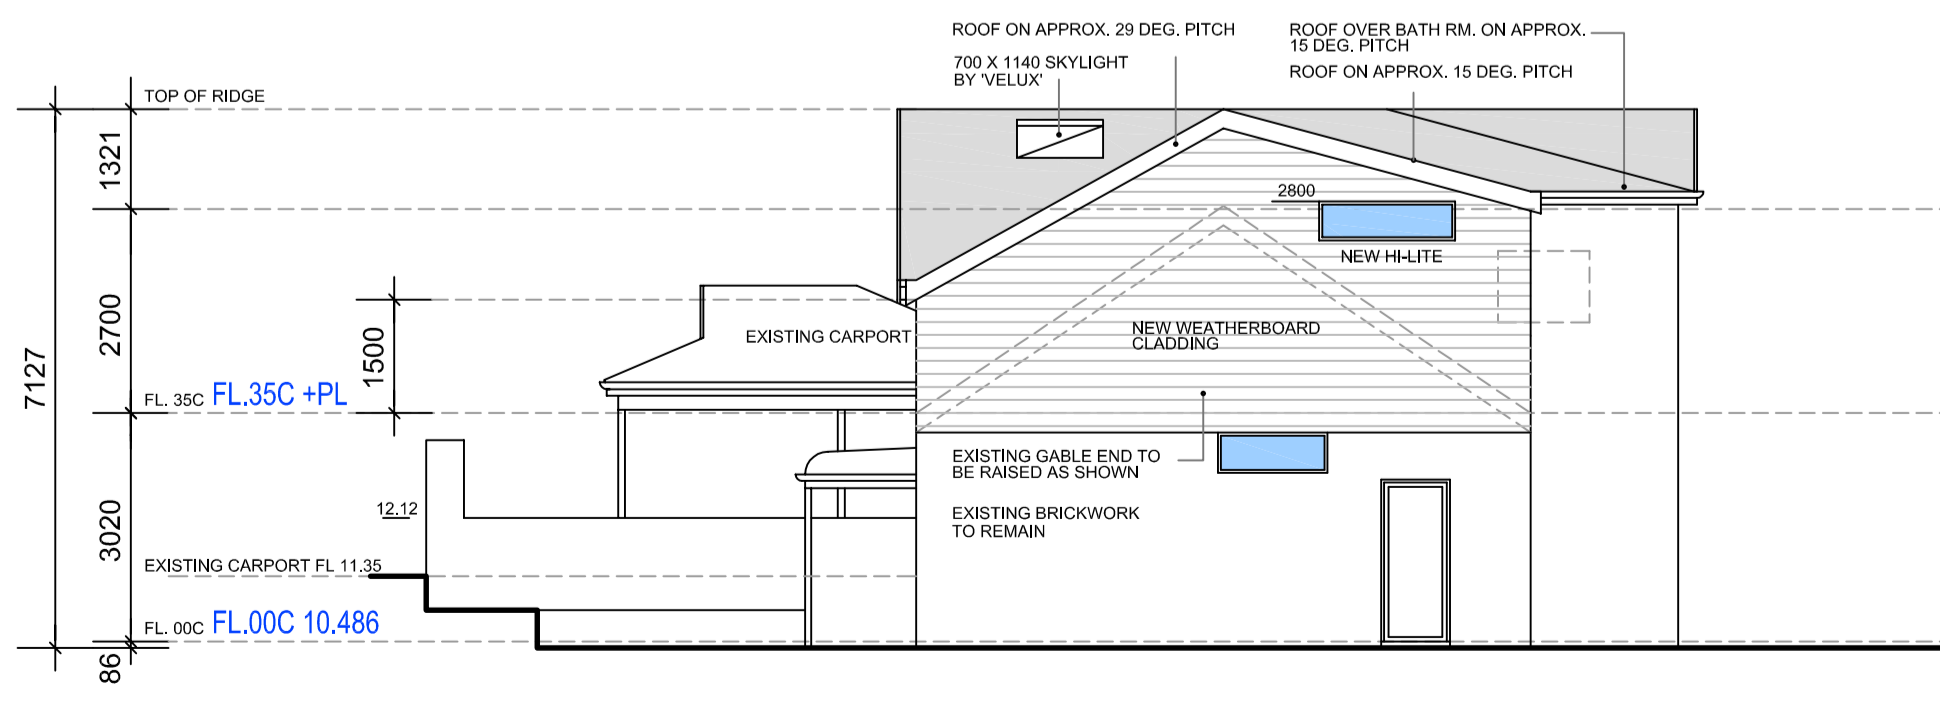 ROOF ON APPROX. 29 DEG. PITCH
700 X 1140 SKYLIGHT
BY 'VELUX'
ROOF OVER BATH RM. ON APPROX.
15 DEG. PITCH
ROOF ON APPROX. 15 DEG. PITCH
TOP OF RIDGE
1321
2800
NEW HI-LITE
2700
1500
7127
EXISTING CARPORT
NEW WEATHERBOARD
CLADDING
FL. 35C FL.35C +PL
EXISTING GABLE END TO
BE RAISED AS SHOWN
12.12
EXISTING BRICKWORK
TO REMAIN
3020
EXISTING CARPORT FL 11.35
FL. 00C FL.00C 10.486
86